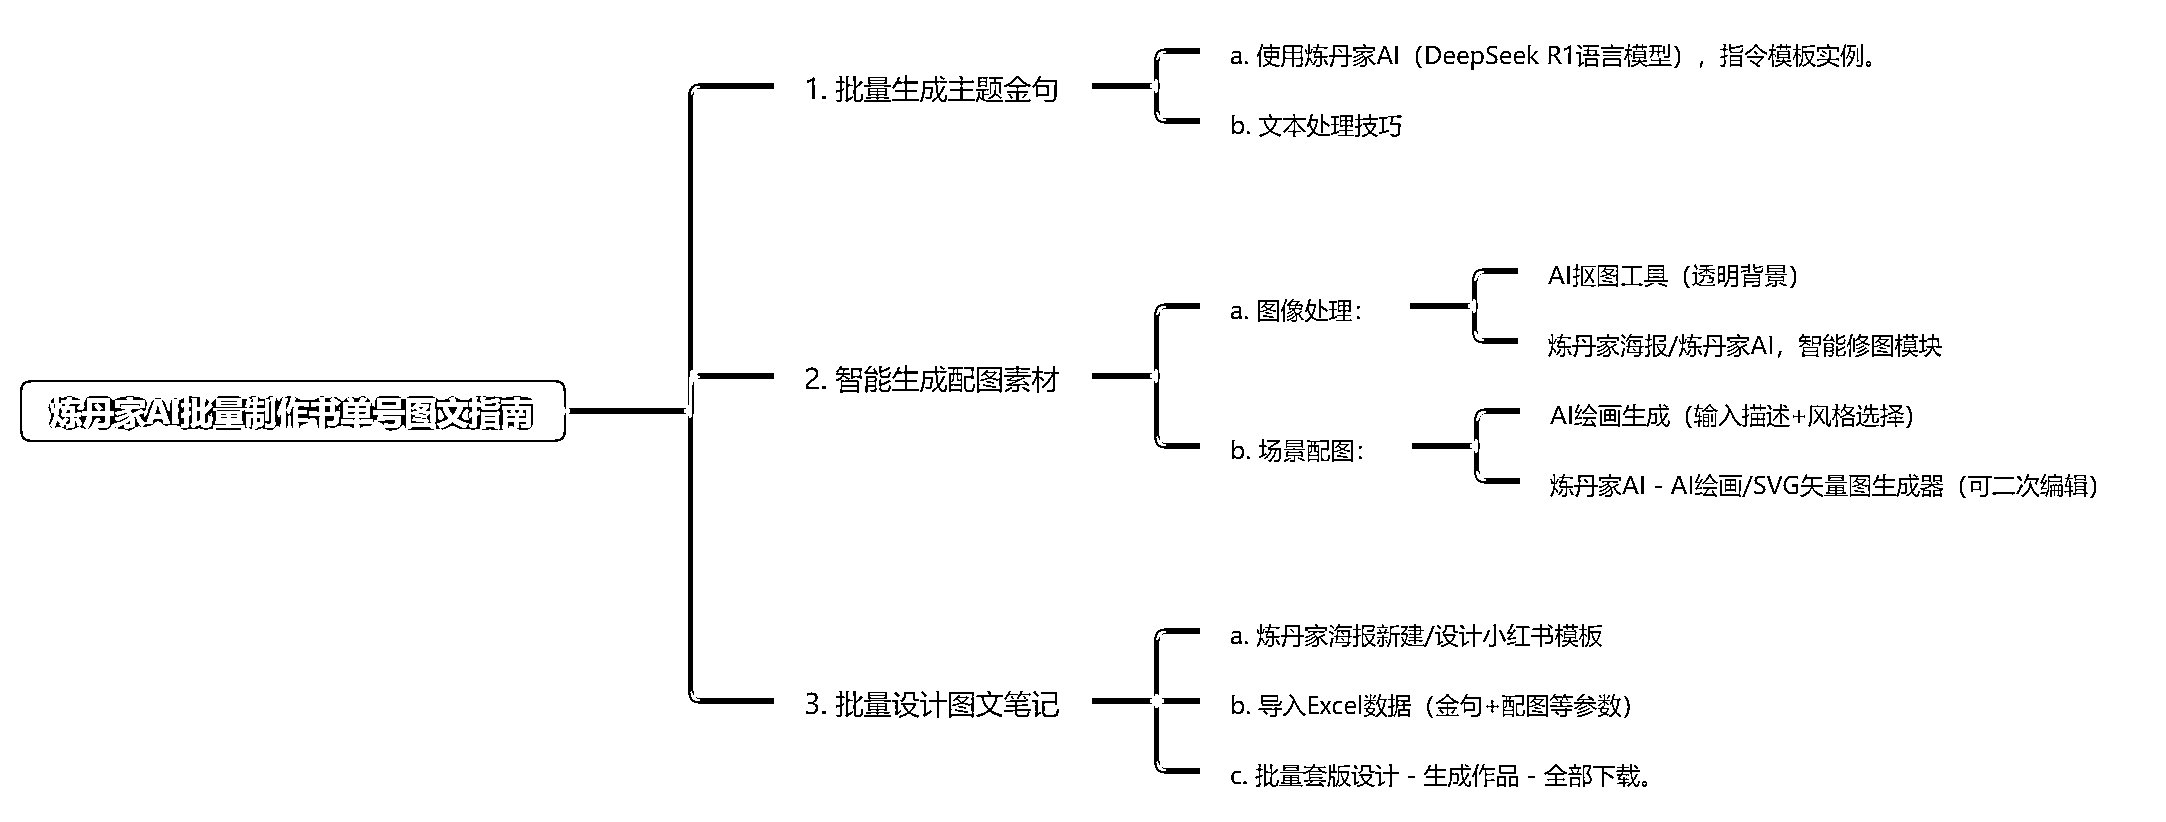 炼丹家AI批量制作书单号图文指南
1. 批量生成主题金句
a. 使用炼丹家AI（DeepSeek R1语言模型），指令模板实例。
b. 文本处理技巧
2. 智能生成配图素材
a. 图像处理：
AI抠图工具（透明背景）
炼丹家海报/炼丹家AI，智能修图模块
b. 场景配图：
AI绘画生成（输入描述+风格选择）
炼丹家AI - AI绘画/SVG矢量图生成器（可二次编辑）
3. 批量设计图文笔记
a. 炼丹家海报新建/设计小红书模板
b. 导入Excel数据（金句+配图等参数）
c. 批量套版设计 - 生成作品 - 全部下载。